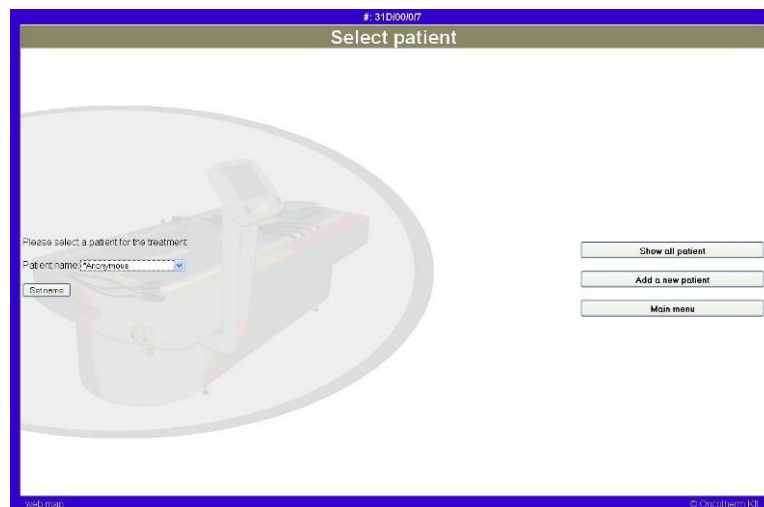 #: 31D/00/0/7
Select patient
Please select a patient for the treatment
Patient name: *Anonymous
Set name
Show all patient
Add a new patient
Main menu
web map
© Oncotherm Kft